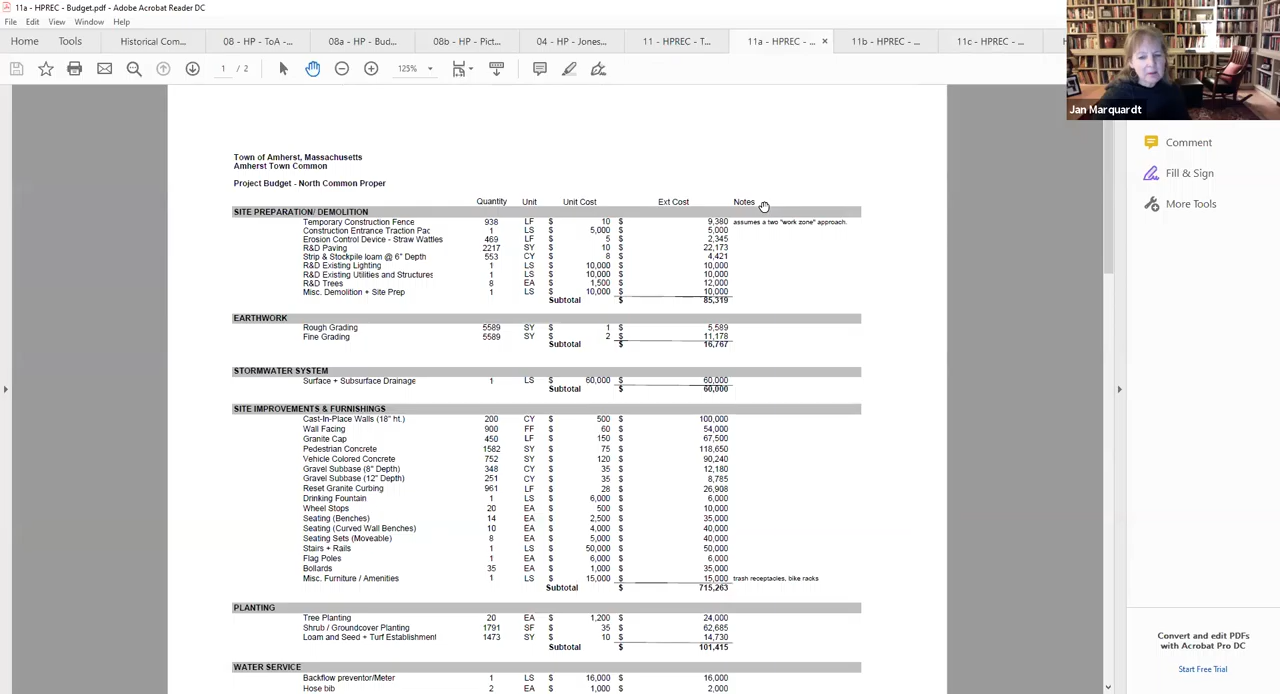 11a - HPREC - Budget.pdf - Adobe Acrobat Reader DC
File Edit View Window Help
Home Tools Historical Com... 08 - HP - ToA -... 08a - HP - Bud... 08b - HP - Pict... 04 - HP - Jones... 11 - HPREC - T... 11a - HPREC - ... × 11b - HPREC - ... 11c - HPREC - ...
1 / 2 125%
Jan Marquardt
Comment
Fill & Sign
More Tools
Convert and edit PDFs
with Acrobat Pro DC
Start Free Trial
Town of Amherst, Massachusetts
Amherst Town Common
Project Budget - North Common Proper
Quantity Unit Unit Cost Ext Cost Notes
SITE PREPARATION/ DEMOLITION
Temporary Construction Fence 938 LF $ 10 $ 9,380 assumes a two "work zone" approach.
Construction Entrance Traction Pac 1 LS $ 5,000 $ 5,000
Erosion Control Device - Straw Wattles 469 LF $ 5 $ 2,345
R&D Paving 2217 SY $ 10 $ 22,173
Strip & Stockpile loam @ 6" Depth 553 CY $ 8 $ 4,421
R&D Existing Lighting 1 LS $ 10,000 $ 10,000
R&D Existing Utilities and Structures 1 LS $ 10,000 $ 10,000
R&D Trees 8 EA $ 1,500 $ 12,000
Misc. Demolition + Site Prep 1 LS $ 10,000 $ 10,000
Subtotal $ 85,319
EARTHWORK
Rough Grading 5589 SY $ 1 $ 5,589
Fine Grading 5589 SY $ 2 $ 11,178
Subtotal $ 16,767
STORMWATER SYSTEM
Surface + Subsurface Drainage 1 LS $ 60,000 $ 60,000
Subtotal $ 60,000
SITE IMPROVEMENTS & FURNISHINGS
Cast-In-Place Walls (18" ht.) 200 CY $ 500 $ 100,000
Wall Facing 900 FF $ 60 $ 54,000
Granite Cap 450 LF $ 150 $ 67,500
Pedestrian Concrete 1582 SY $ 75 $ 118,650
Vehicle Colored Concrete 752 SY $ 120 $ 90,240
Gravel Subbase (8" Depth) 348 CY $ 35 $ 12,180
Gravel Subbase (12" Depth) 251 CY $ 35 $ 8,785
Reset Granite Curbing 961 LF $ 28 $ 26,908
Drinking Fountain 1 LS $ 6,000 $ 6,000
Wheel Stops 20 EA $ 500 $ 10,000
Seating (Benches) 14 EA $ 2,500 $ 35,000
Seating (Curved Wall Benches) 10 EA $ 4,000 $ 40,000
Seating Sets (Moveable) 8 EA $ 5,000 $ 40,000
Stairs + Rails 1 LS $ 50,000 $ 50,000
Flag Poles 1 EA $ 6,000 $ 6,000
Bollards 35 EA $ 1,000 $ 35,000
Misc. Furniture / Amenities 1 LS $ 15,000 $ 15,000 trash receptacles, bike racks
Subtotal $ 715,263
PLANTING
Tree Planting 20 EA $ 1,200 $ 24,000
Shrub / Groundcover Planting 1791 SF $ 35 $ 62,685
Loam and Seed + Turf Establishment 1473 SY $ 10 $ 14,730
Subtotal $ 101,415
WATER SERVICE
Backflow preventor/Meter 1 LS $ 16,000 $ 16,000
Hose bib 2 EA $ 1,000 $ 2,000